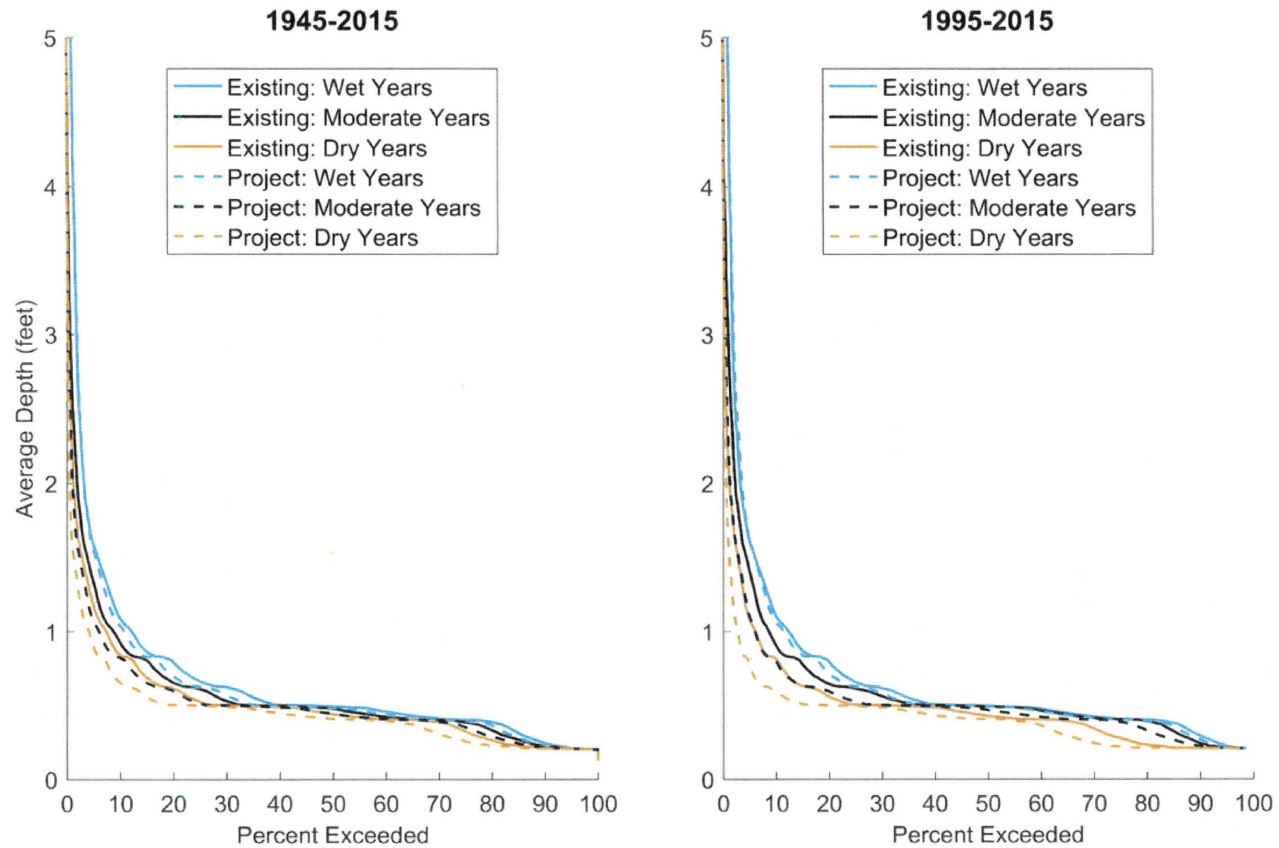 1945-2015
5
4
3
2
1
0
Average Depth (feet)
Existing: Wet Years
Existing: Moderate Years
Existing: Dry Years
Project: Wet Years
Project: Moderate Years
Project: Dry Years
0 10 20 30 40 50 60 70 80 90 100
Percent Exceeded
1995-2015
5
4
3
2
1
0
Existing: Wet Years
Existing: Moderate Years
Existing: Dry Years
Project: Wet Years
Project: Moderate Years
Project: Dry Years
0 10 20 30 40 50 60 70 80 90 100
Percent Exceeded